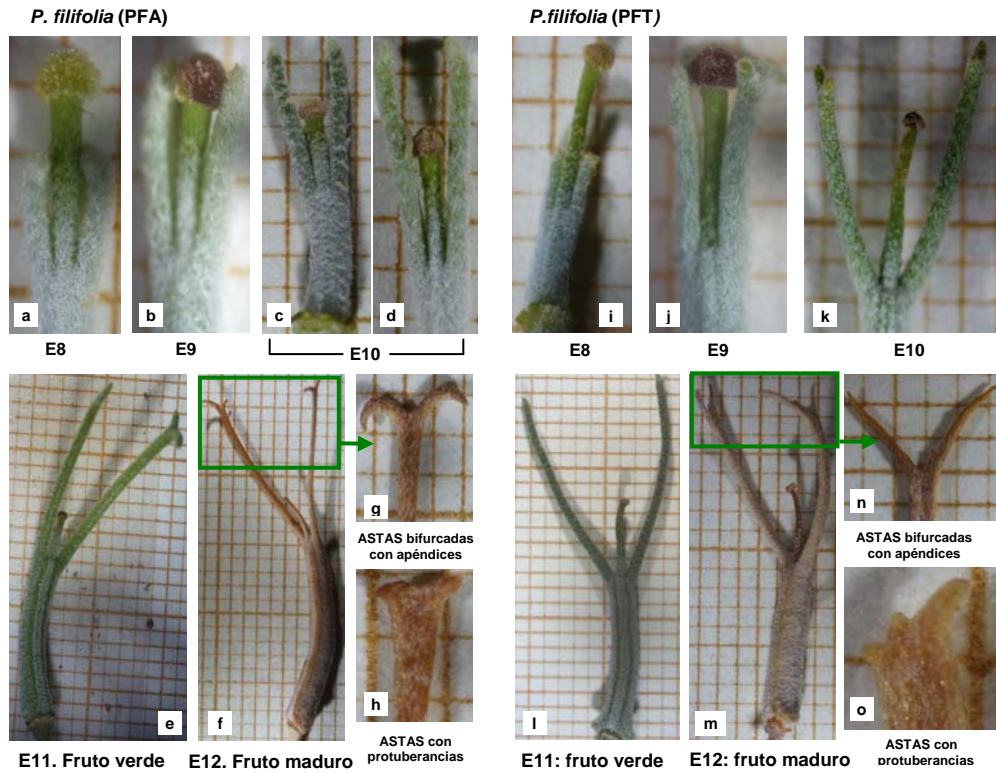 P. filifolia (PFA)
a
b
c
d
E8
E9
E10
e
f
g
ASTAS bifurcadas
con apéndices
h
ASTAS con
protuberancias
E11. Fruto verde
E12. Fruto maduro
P.filifolia (PFT)
i
j
k
E8
E9
E10
l
m
n
ASTAS bifurcadas
con apéndices
o
ASTAS con
protuberancias
E11: fruto verde
E12: fruto maduro